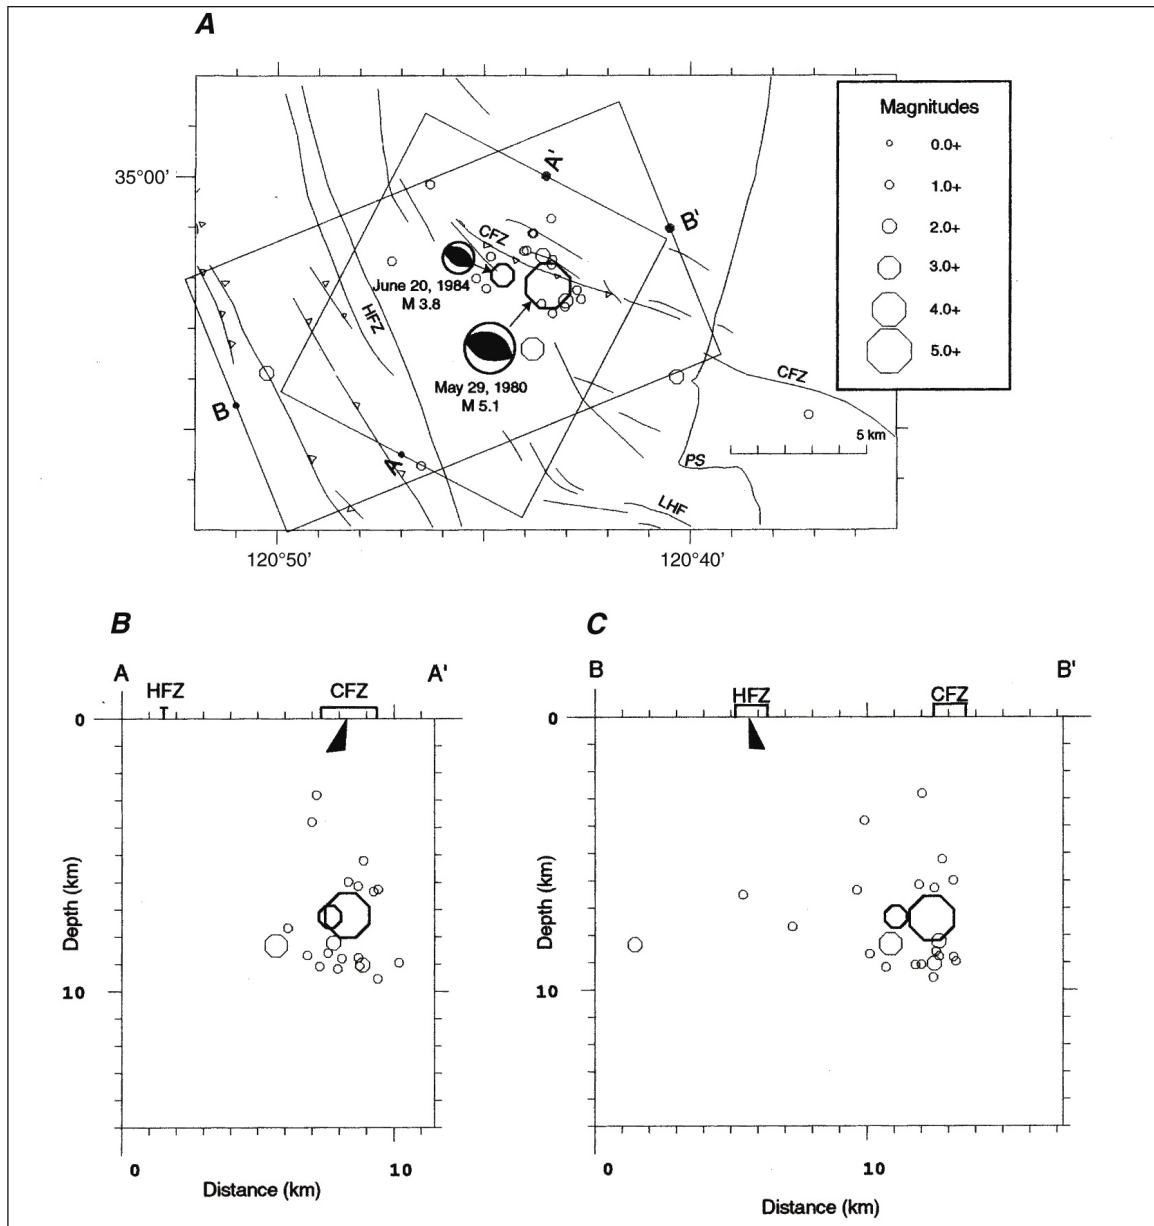 A
Magnitudes
0.0+
1.0+
2.0+
3.0+
4.0+
5.0+
35°00'
A'
B'
CFZ
June 20, 1984
M 3.8
HFZ
May 29, 1980
M 5.1
CFZ
B
A
5 km
PS
LHF
120°50'
120°40'
B
A
A'
HFZ
CFZ
0
10
Depth (km)
0
10
Distance (km)
C
B
B'
HFZ
CFZ
0
10
Depth (km)
0
10
Distance (km)